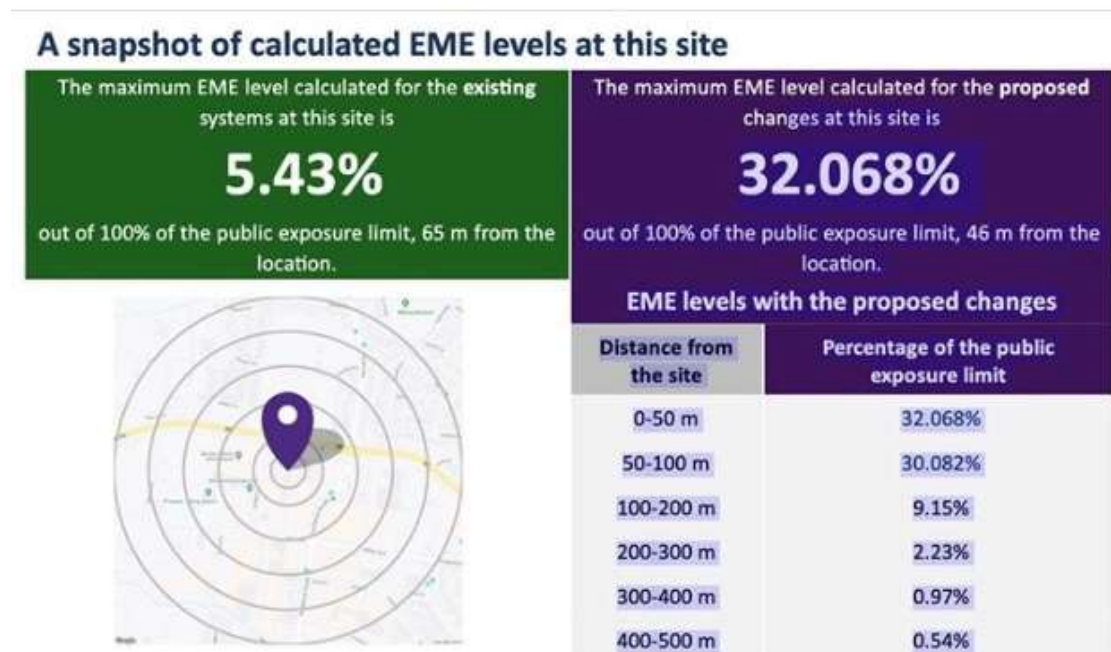 A snapshot of calculated EME levels at this site
The maximum EME level calculated for the existing
systems at this site is
5.43%
out of 100% of the public exposure limit, 65 m from the
location.
The maximum EME level calculated for the proposed
changes at this site is
32.068%
out of 100% of the public exposure limit, 46 m from the
location.
EME levels with the proposed changes
Distance from
the site
Percentage of the public
exposure limit
0-50 m
32.068%
50-100 m
30.082%
100-200 m
9.15%
200-300 m
2.23%
300-400 m
0.97%
400-500 m
0.54%